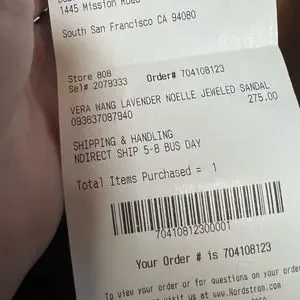 1445 Mission Road
South San Francisco CA 94080
Store 808
Sel# 2079333 Order# 704108123
VERA WANG LAVENDER NOELLE JEWELED SANDAL
093637087940 275.00
SHIPPING & HANDLING
NDIRECT SHIP 5-8 BUS DAY
Total Items Purchased = 1
70410812300001
Your Order # is 704108123
To view your order or for questions on your order
visit us at www.Nordstrom.com